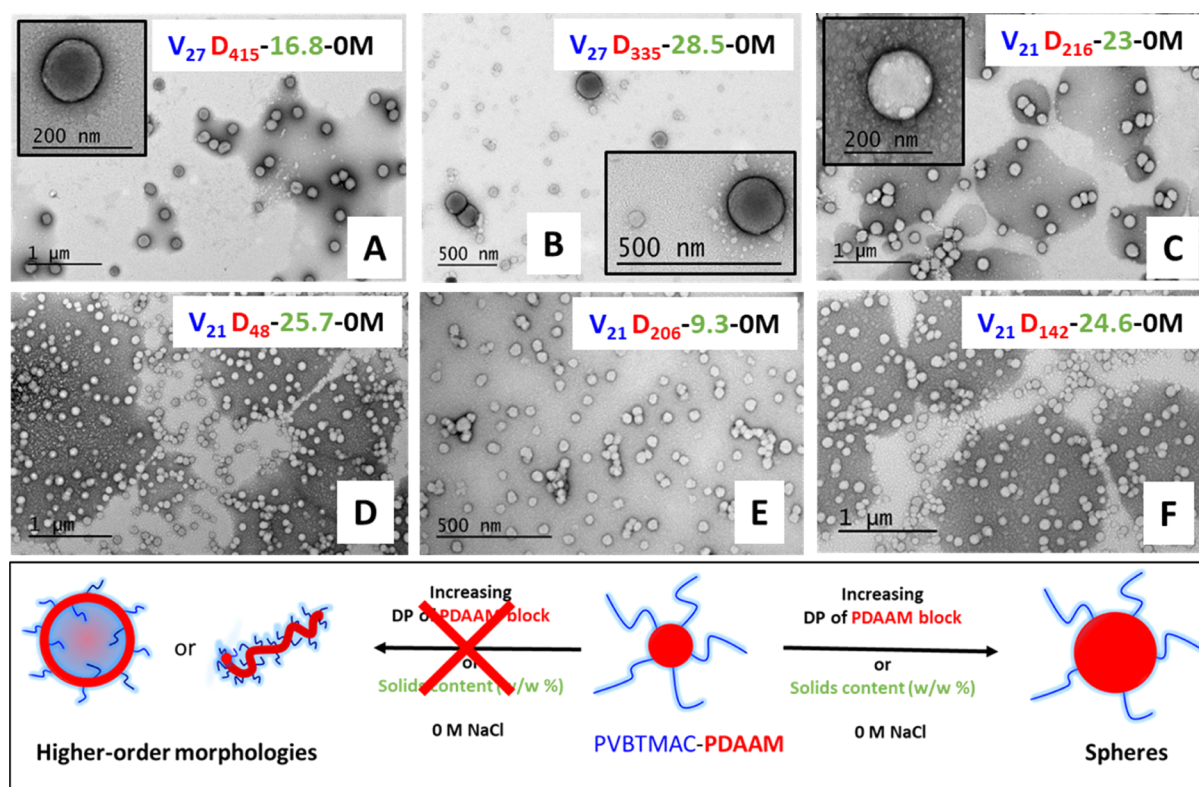 V27 D415-16.8-0M
200 nm
1 µm
A
V27 D335-28.5-0M
500 nm
500 nm
B
V21 D216-23-0M
200 nm
1 µm
C
V21 D48-25.7-0M
1 µm
D
V21 D206-9.3-0M
500 nm
E
V21 D142-24.6-0M
1 µm
F
or
Higher-order morphologies
Increasing
DP of PDAAM block
or
Solids content (w/w %)
0 M NaCl
PVBTMAC-PDAAM
Increasing
DP of PDAAM block
or
Solids content (w/w %)
0 M NaCl
Spheres